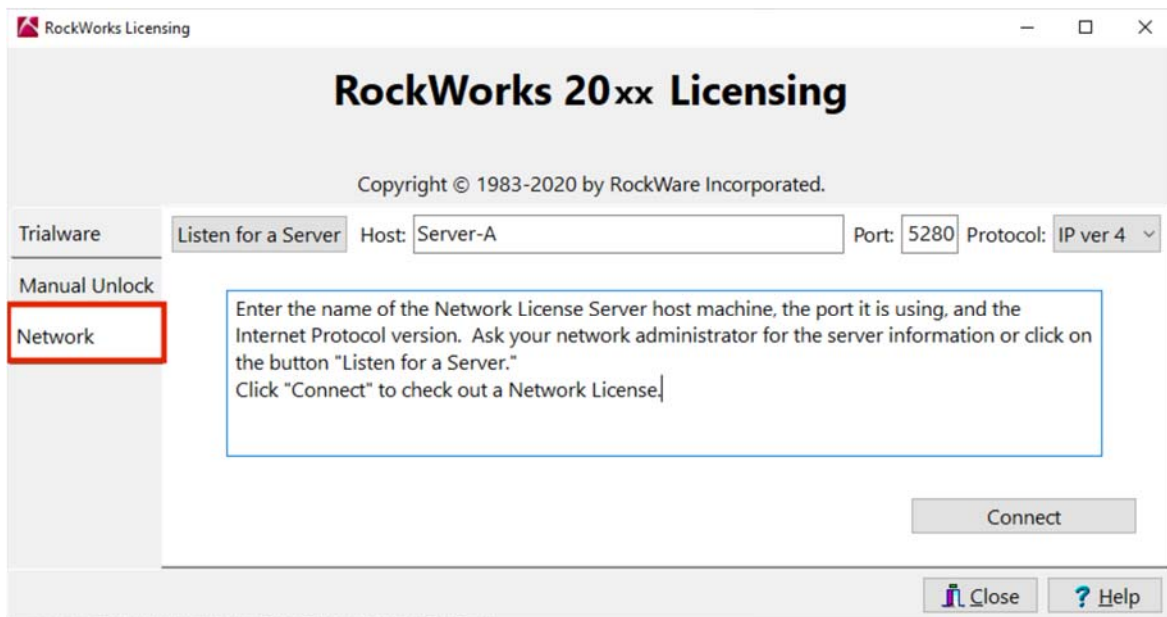 RockWorks Licensing
RockWorks 20xx Licensing
Copyright © 1983-2020 by RockWare Incorporated.
Trialware
Listen for a Server Host: Server-A Port: 5280 Protocol: IP ver 4
Manual Unlock
Network
Enter the name of the Network License Server host machine, the port it is using, and the
Internet Protocol version. Ask your network administrator for the server information or click on
the button "Listen for a Server."
Click "Connect" to check out a Network License.
Connect
Close ? Help